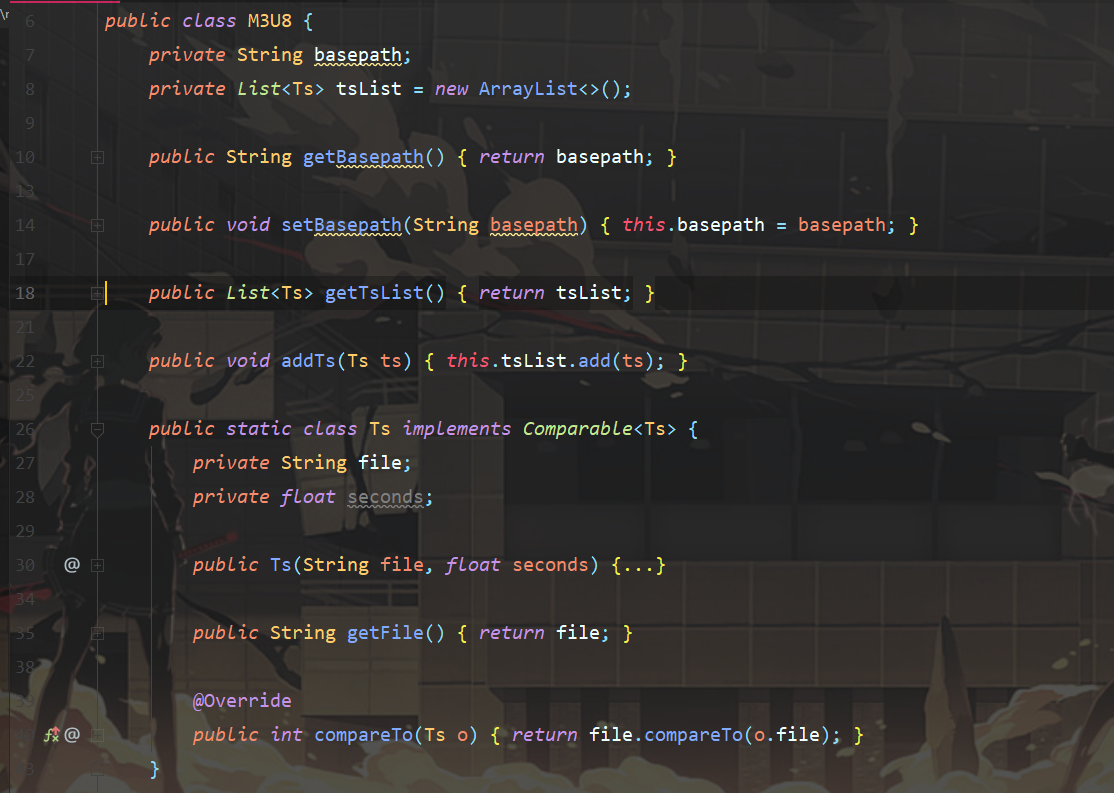 \r
6 public class M3U8 {
7 private String basepath;
8 private List<Ts> tsList = new ArrayList<>();
9
10 public String getBasepath() { return basepath; }
13
14 public void setBasepath(String basepath) { this.basepath = basepath; }
17
18 public List<Ts> getTsList() { return tsList; }
21
22 public void addTs(Ts ts) { this.tsList.add(ts); }
25
26 public static class Ts implements Comparable<Ts> {
27 private String file;
28 private float seconds;
29
30 @ public Ts(String file, float seconds) {...}
34
35 public String getFile() { return file; }
38
@Override
@ public int compareTo(Ts o) { return file.compareTo(o.file); }
}